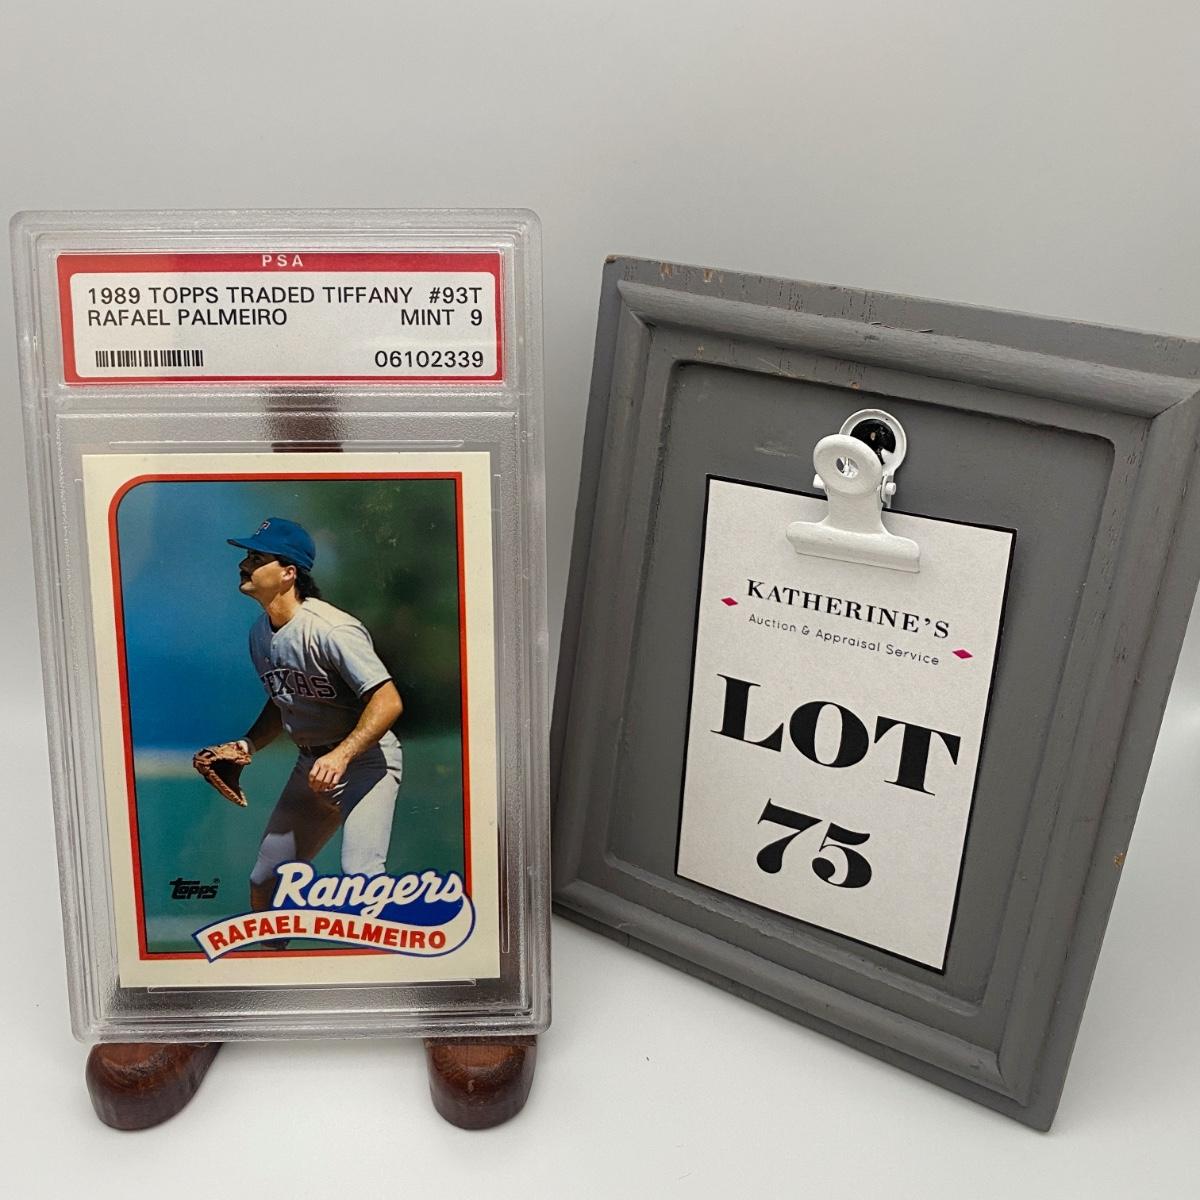 PSA
1989 TOPPS TRADED TIFFANY #93T
RAFAEL PALMEIRO MINT 9
06102339
TEXAS
Topps®
Rangers
RAFAEL PALMEIRO
KATHERINE'S
Auction & Appraisal Service
LOT
75